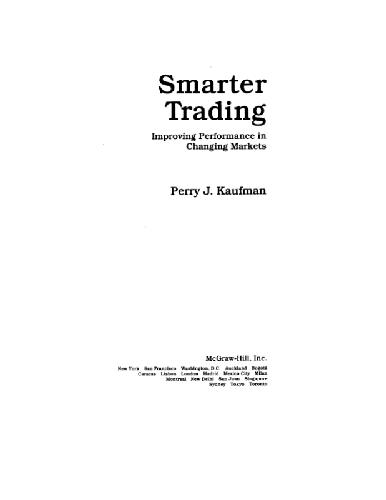 Smarter
Trading
Improving Performance in
Changing Markets
Perry J. Kaufman
McGraw-Hill, Inc.
New York San Francisco Washington, D.C. Auckland Bogotá
Caracas Lisbon London Madrid Mexico City Milan
Montreal New Delhi San Juan Singapore
Sydney Tokyo Toronto